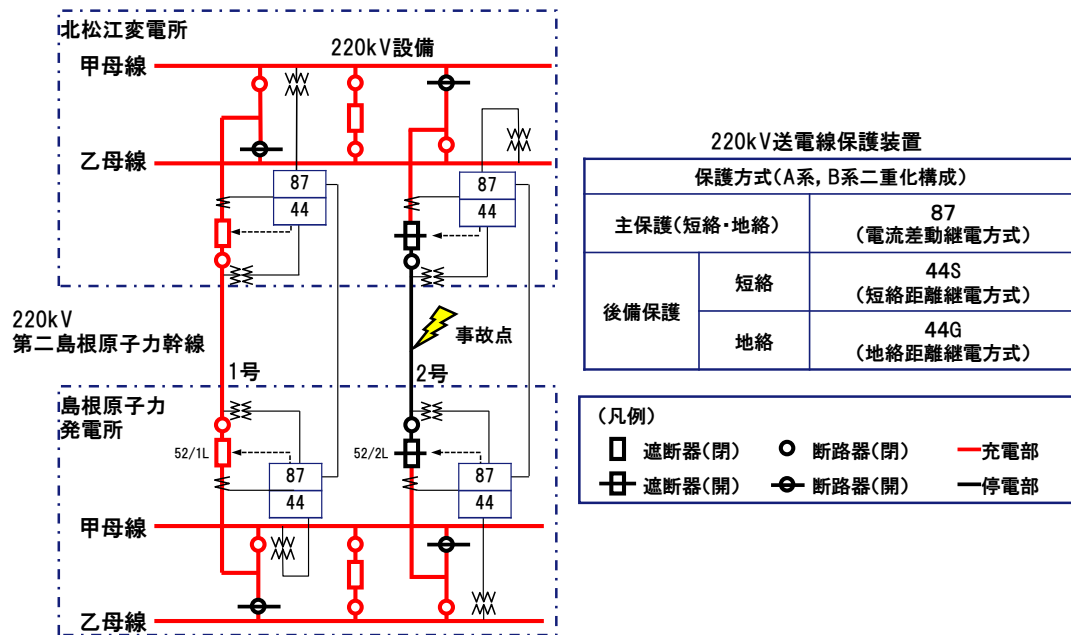 北松江変電所
220kV設備
甲母線
乙母線
87
44
87
44
220kV
第二島根原子力幹線
事故点
1号
2号
島根原子力
発電所
52/1L
52/2L
87
44
87
44
甲母線
乙母線
220kV送電線保護装置
保護方式(A系,B系二重化構成)
主保護(短絡・地絡)
87
(電流差動継電方式)
後備保護
短絡
44S
(短絡距離継電方式)
地絡
44G
(地絡距離継電方式)
(凡例)
遮断器(閉)
断路器(閉)
充電部
遮断器(開)
断路器(開)
停電部